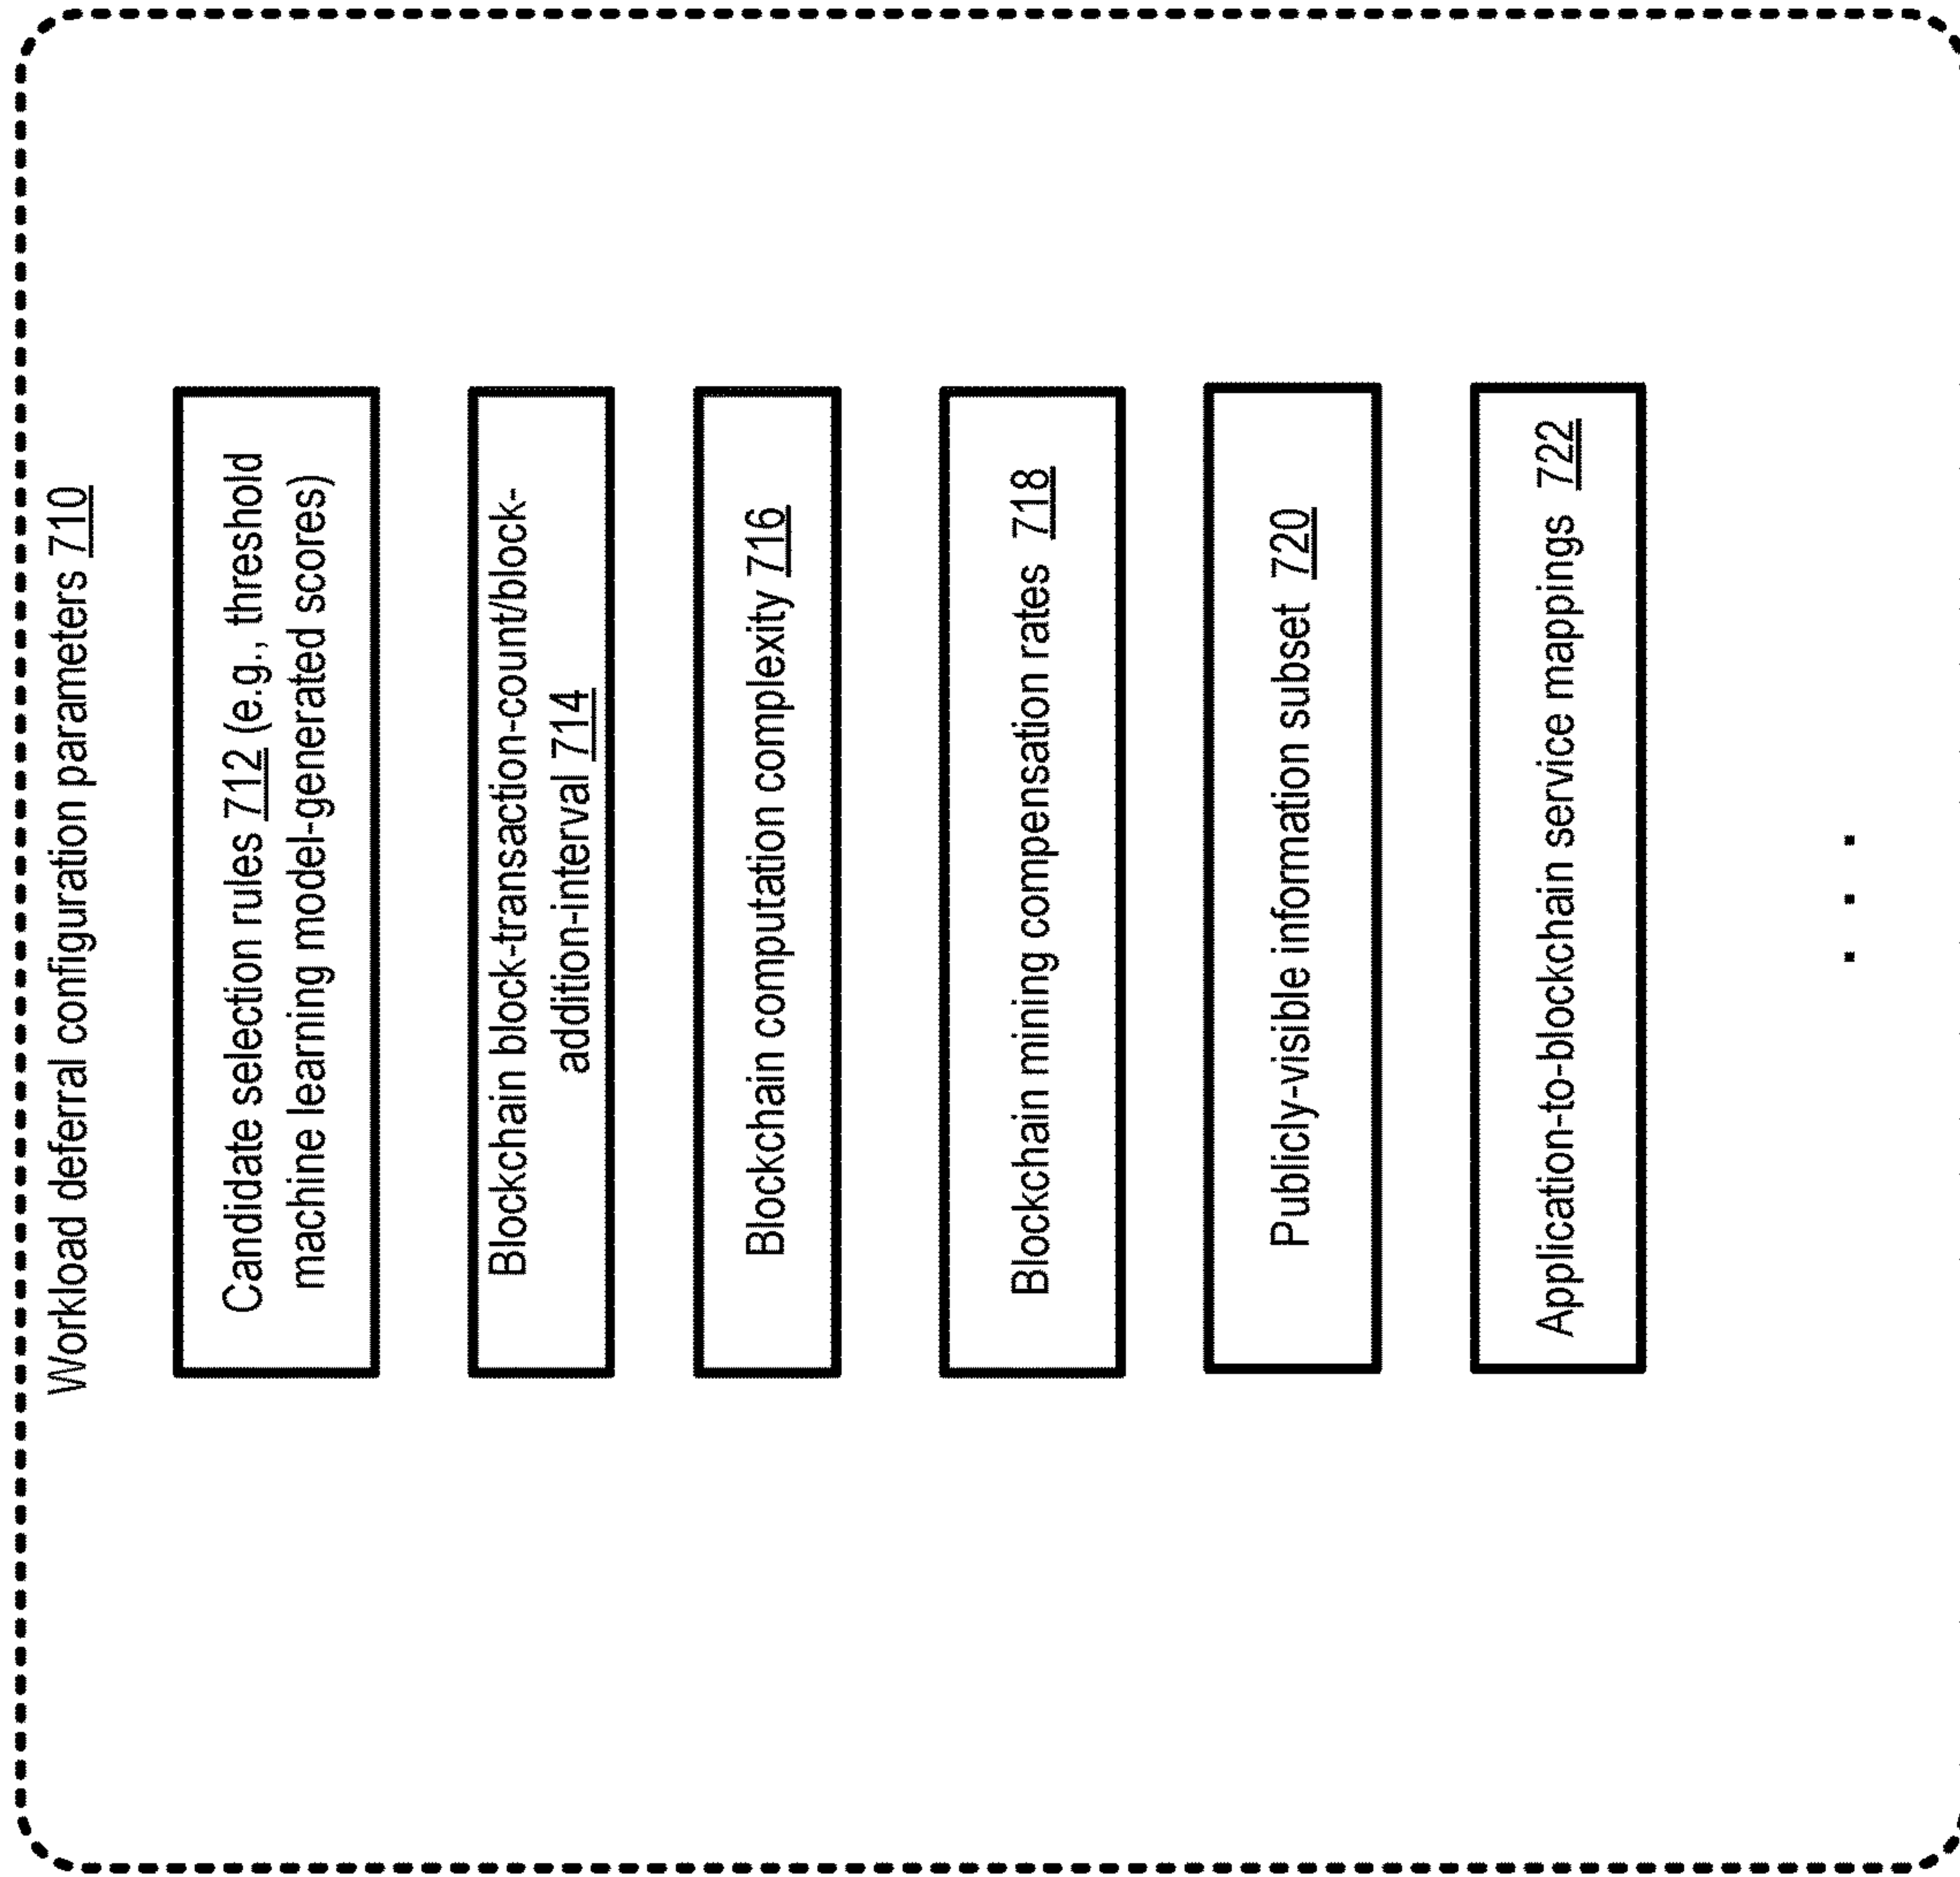 Workload deferral configuration parameters 710
Candidate selection rules 712 (e.g., threshold
machine learning model-generated scores)
Blockchain block-transaction-count/block-
addition-interval 714
Blockchain computation complexity 716
Blockchain mining compensation rates 718
Publicly-visible information subset 720
Application-to-blockchain service mappings 722
. . .